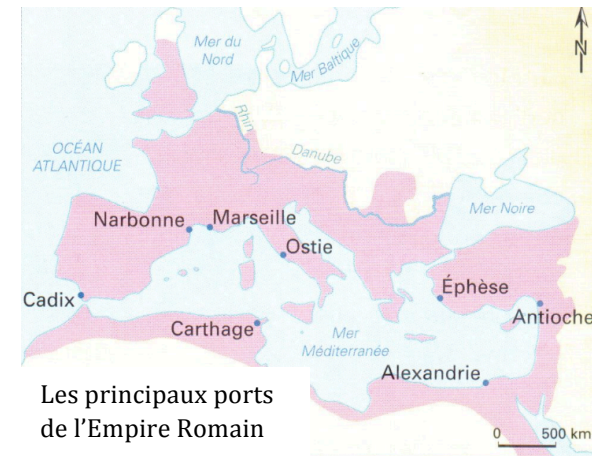 Mer du
Nord
Mer Baltique
N
Rhin
OCÉAN
ATLANTIQUE
Danube
Mer Noire
Narbonne
Marseille
Ostie
Cadix
Éphèse
Antioche
Carthage
Mer
Méditerranée
Alexandrie
Les principaux ports
de l'Empire Romain
0 500 km